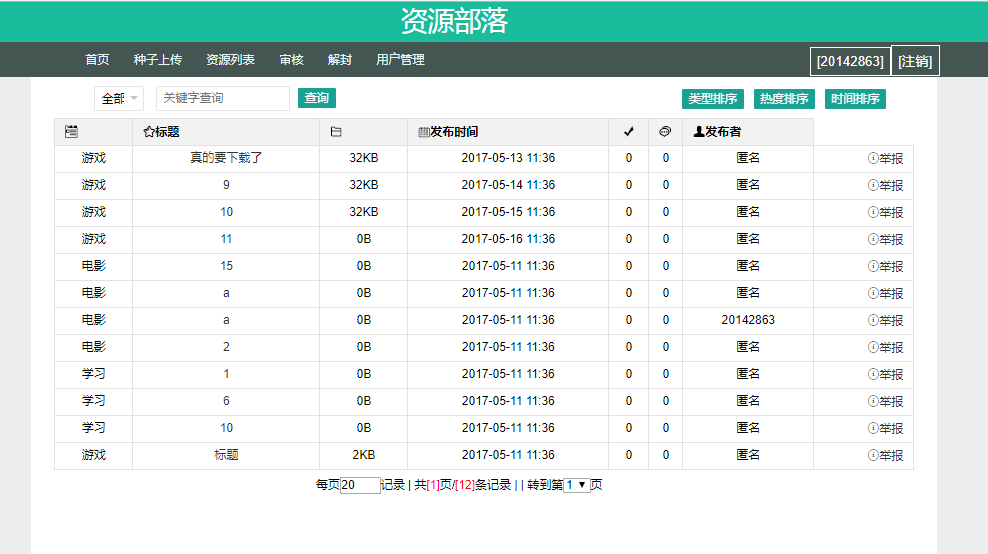 资源部落
首页 种子上传 资源列表 审核 解封 用户管理 [20142863] [注销]
全部 关键字查询 查询 类型排序 热度排序 时间排序
标题 发布时间 发布者
游戏 真的要下载了 32KB 2017-05-13 11:36 0 0 匿名 举报
游戏 9 32KB 2017-05-14 11:36 0 0 匿名 举报
游戏 10 32KB 2017-05-15 11:36 0 0 匿名 举报
游戏 11 0B 2017-05-16 11:36 0 0 匿名 举报
电影 15 0B 2017-05-11 11:36 0 0 匿名 举报
电影 a 0B 2017-05-11 11:36 0 0 匿名 举报
电影 a 0B 2017-05-11 11:36 0 0 20142863 举报
电影 2 0B 2017-05-11 11:36 0 0 匿名 举报
学习 1 0B 2017-05-11 11:36 0 0 匿名 举报
学习 6 0B 2017-05-11 11:36 0 0 匿名 举报
学习 10 0B 2017-05-11 11:36 0 0 匿名 举报
游戏 标题 2KB 2017-05-11 11:36 0 0 匿名 举报
每页20记录 | 共[1]页/[12]条记录 | | 转到第1页